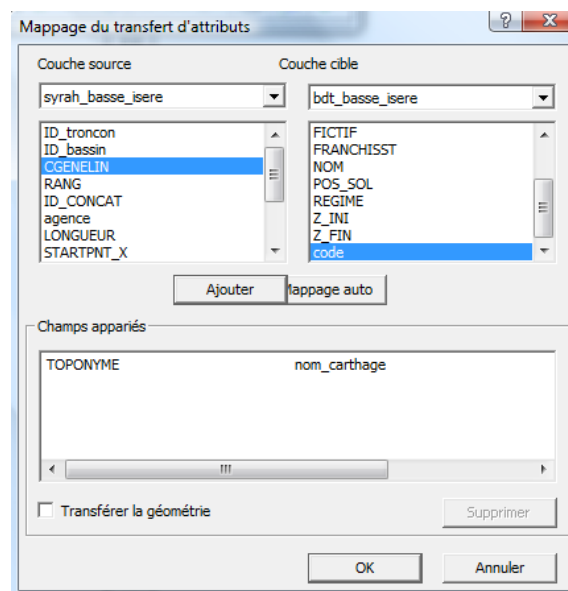 Mappage du transfert d'attributs
Couche source Couche cible
syrah_basse_isere bdt_basse_isere
ID_troncon FICTIF
ID_bassin FRANCHISST
CGENELIN NOM
RANG POS_SOL
ID_CONCAT REGIME
agence Z_INI
LONGUEUR Z_FIN
STARTPNT_X code
Ajouter Mappage auto
Champs appariés
TOPONYME nom_carthage
Transférer la géométrie Supprimer
OK Annuler